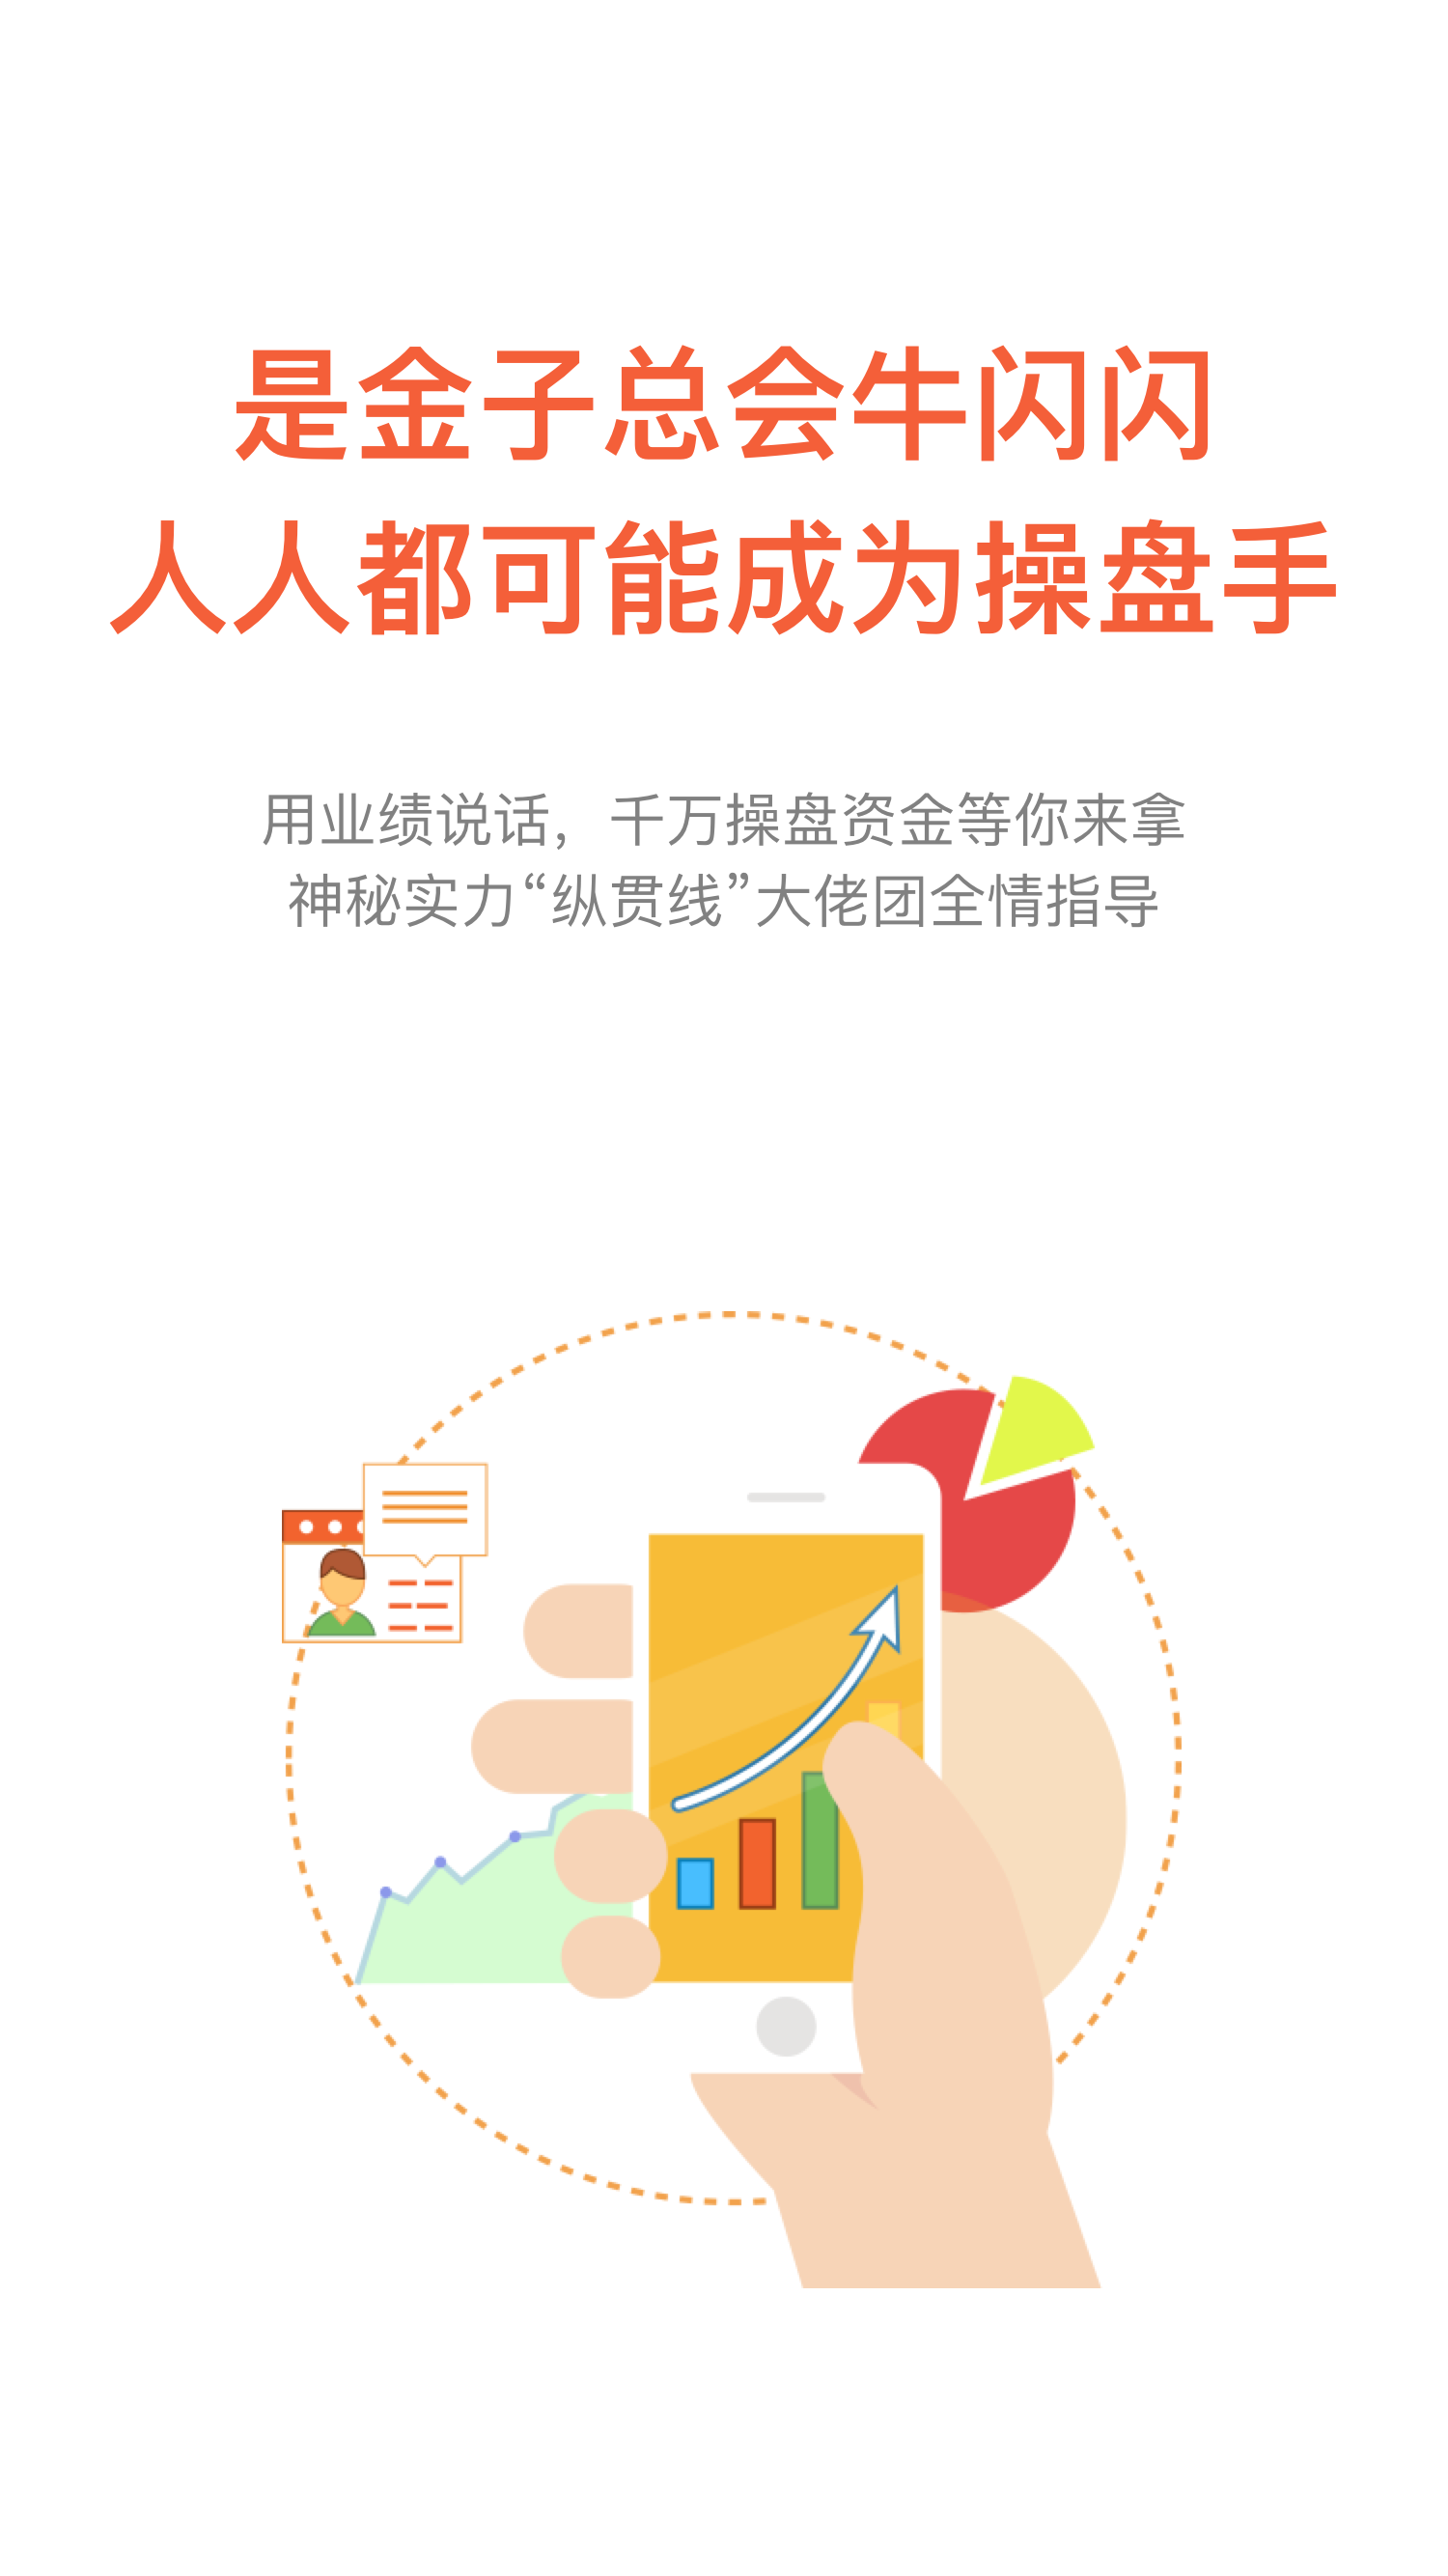 是金子总会牛闪闪
人人都可能成为操盘手
用业绩说话，千万操盘资金等你来拿
神秘实力“纵贯线”大佬团全情指导